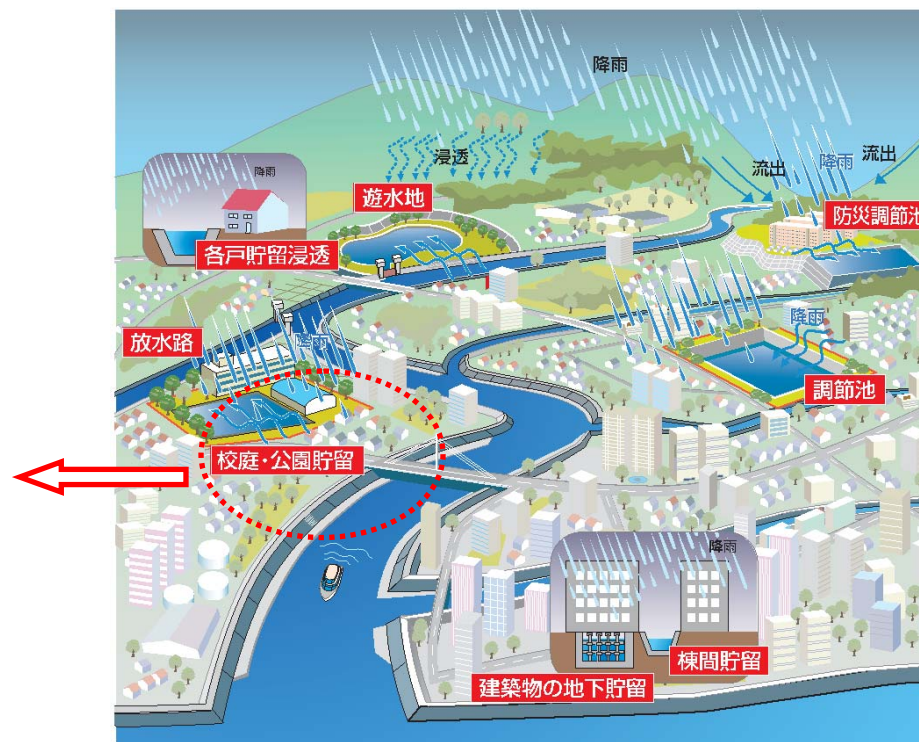 降雨
浸透
流出
降雨
流出
降雨
遊水地
防災調節池
各戸貯留浸透
放水路
降雨
降雨
調節池
校庭・公園貯留
降雨
棟間貯留
建築物の地下貯留